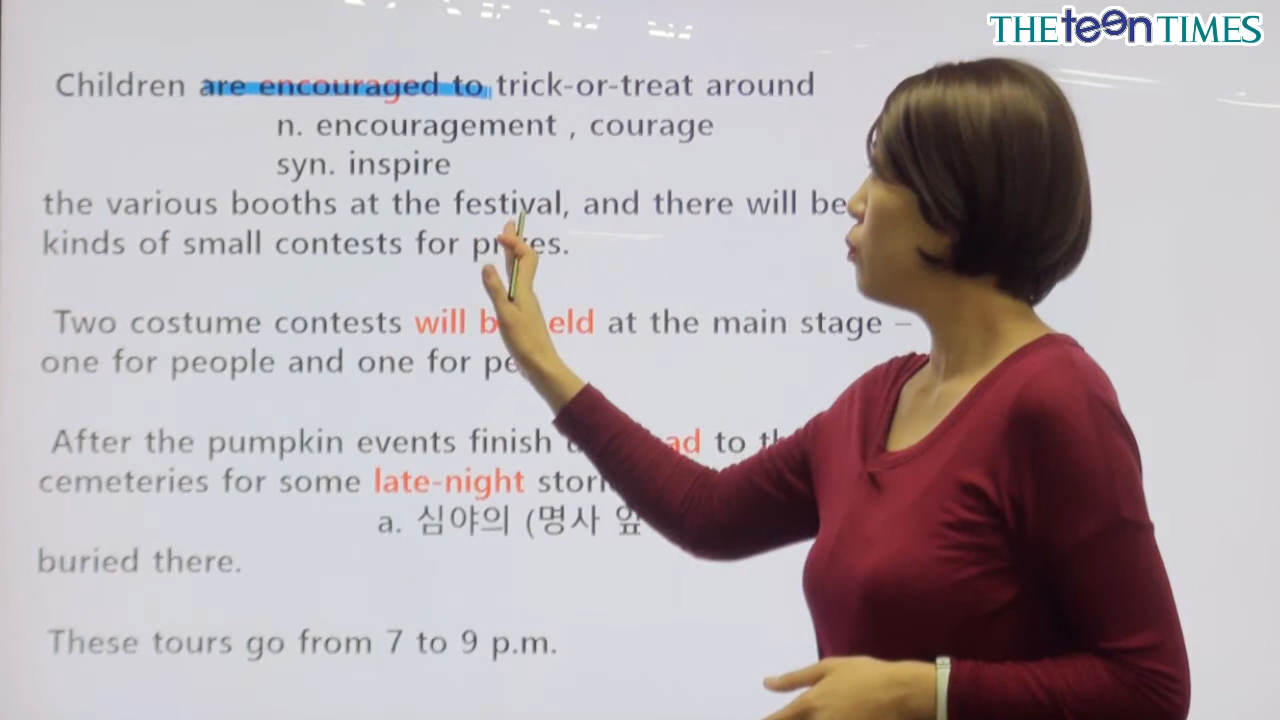 THE teen TIMES
Children are encouraged to trick-or-treat around
n. encouragement , courage
syn. inspire
the various booths at the festival, and there will be
kinds of small contests for
Two costume contests will at the main stage –
one for people and one for
After the pumpkin events finish to
cemeteries for some late-night
a. 심야의 (명사 앞
buried there.
These tours go from 7 to 9 p.m.